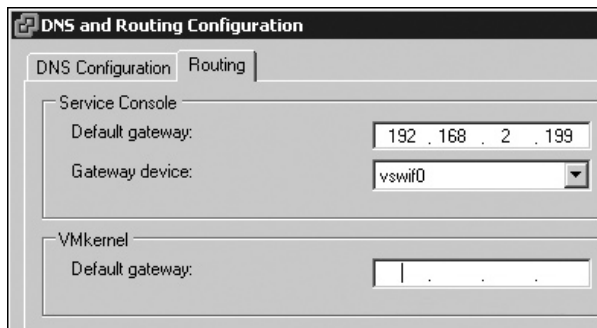 DNS and Routing Configuration
DNS Configuration Routing
Service Console
Default gateway: 192 . 168 . 2 . 199
Gateway device: vswif0
VMkernel
Default gateway: . . .